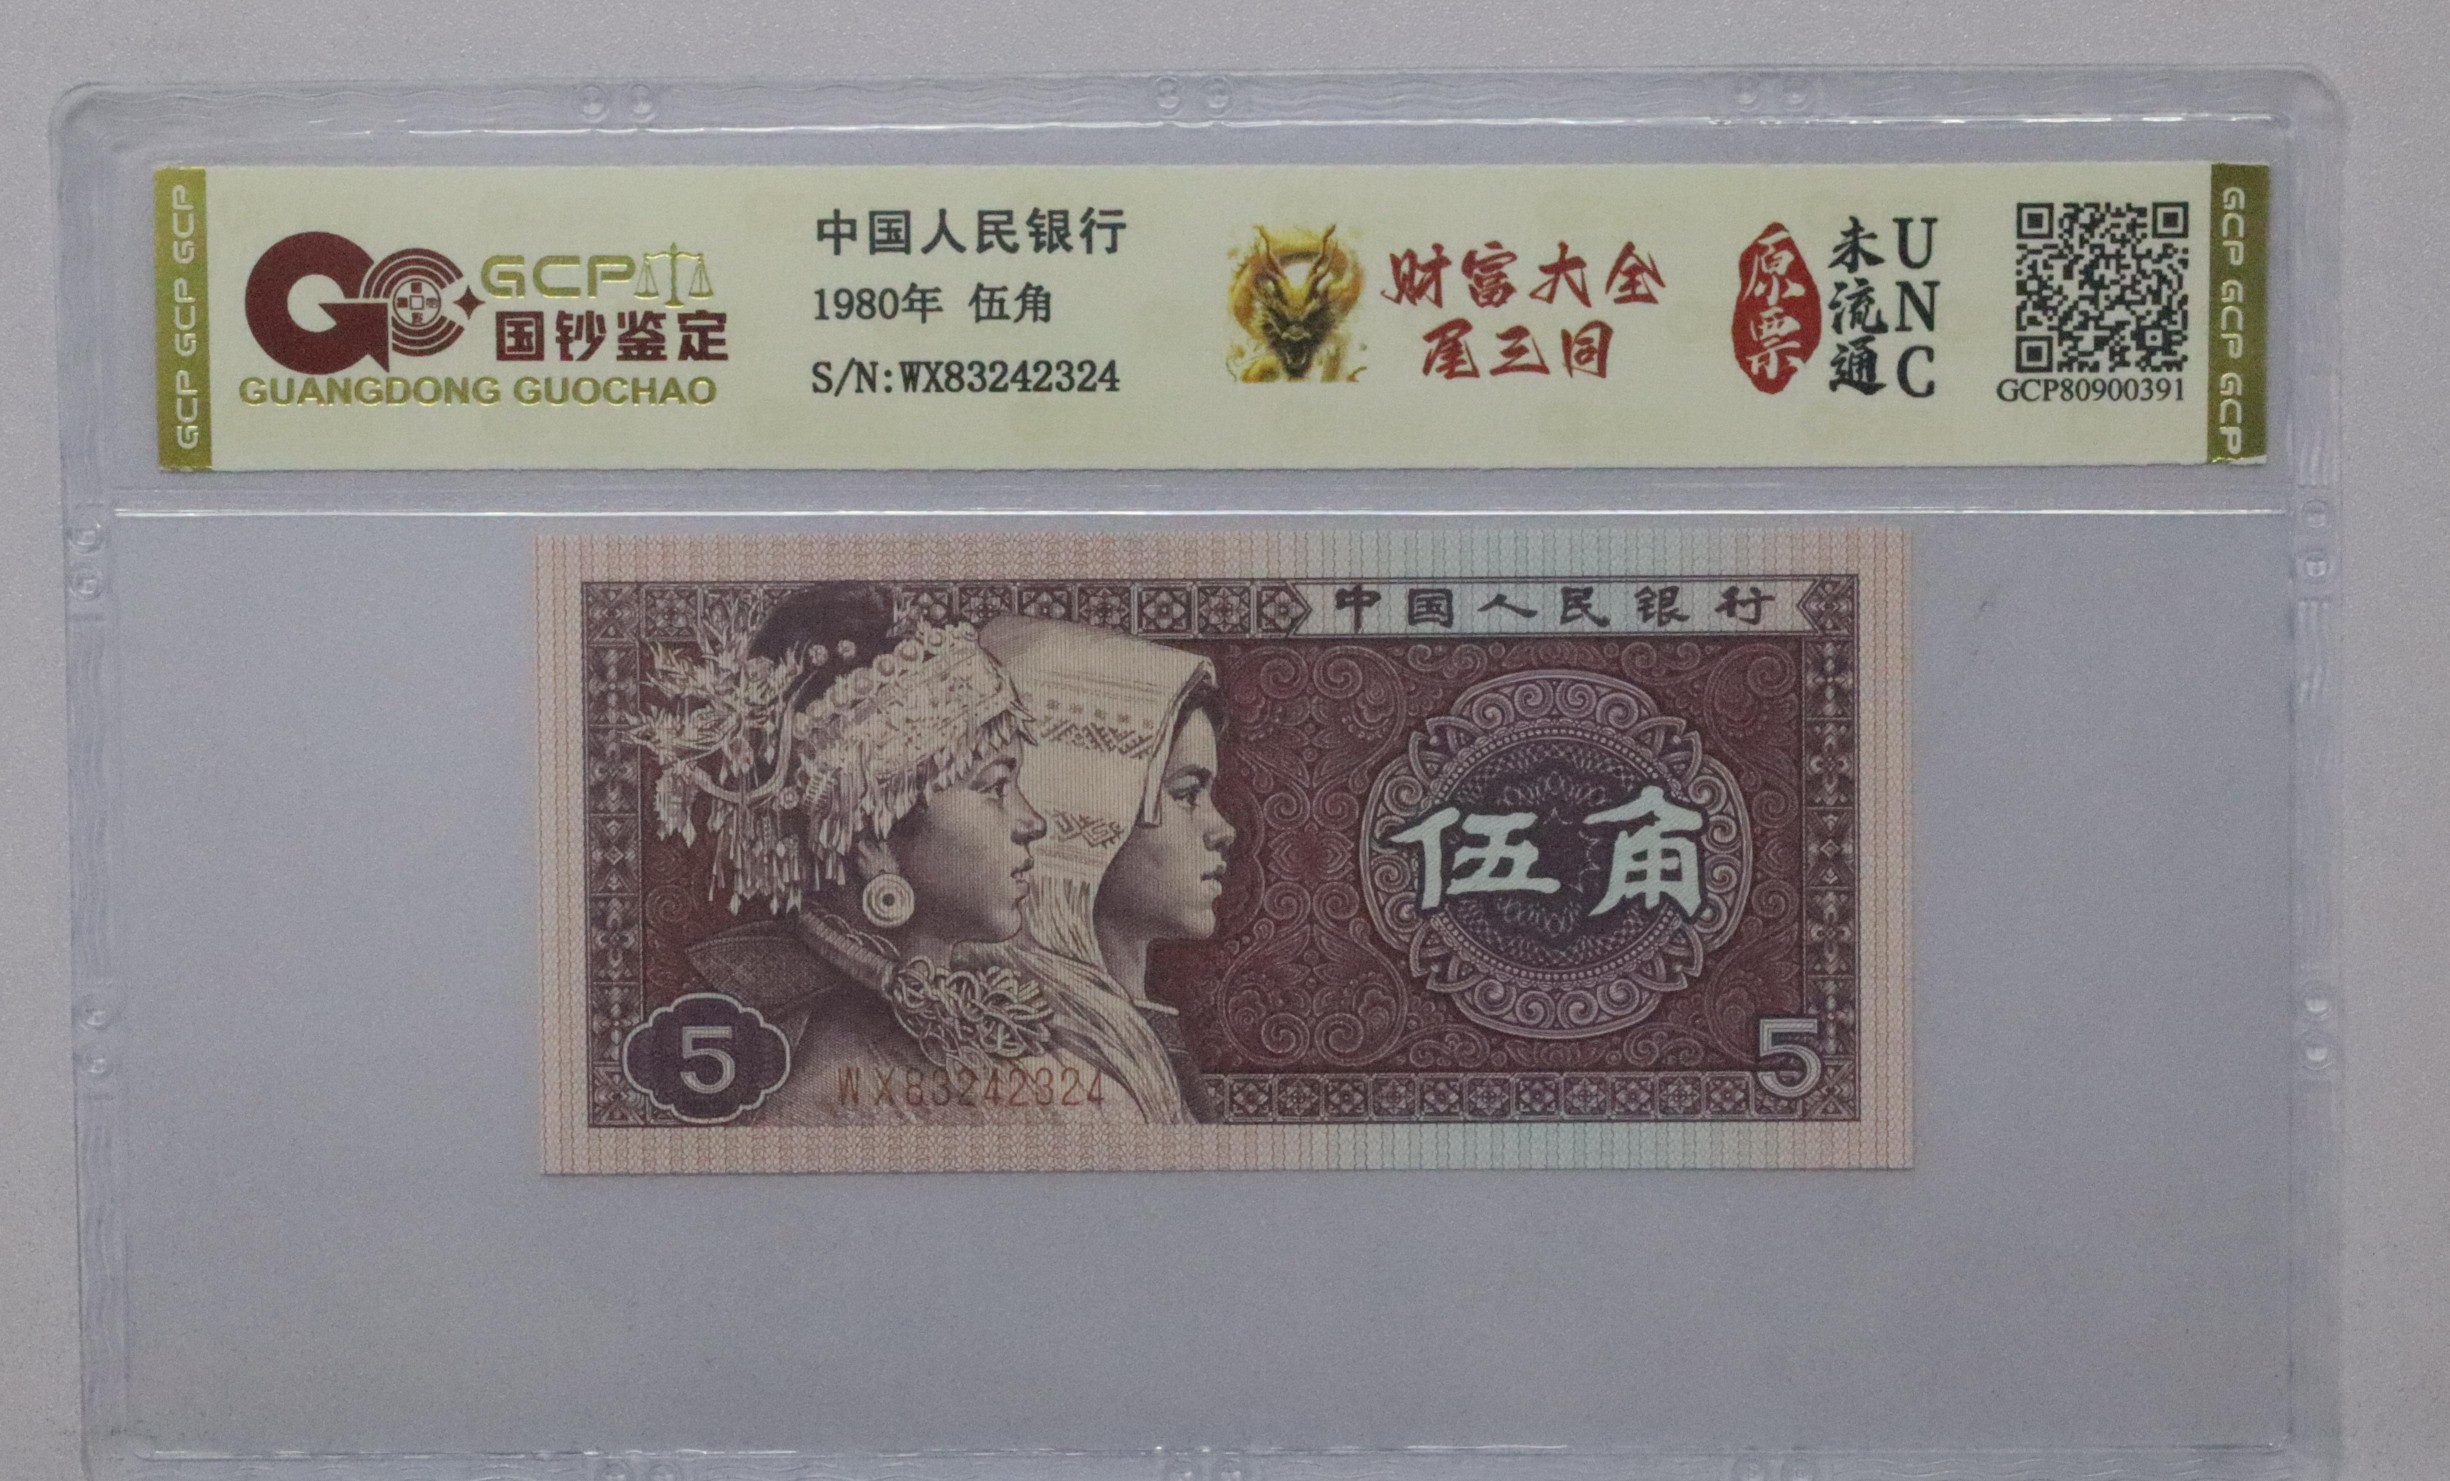 GCP GCP GCP
GCP
国钞鉴定
GUANGDONG GUOCHAO
中国人民银行
1980年 伍角
S/N:WX83242324
财富大全
尾三同
原票
未流通
UNC
GCP80900391
GCP GCP GCP
中国人民银行
伍角
5
WX83242324
5